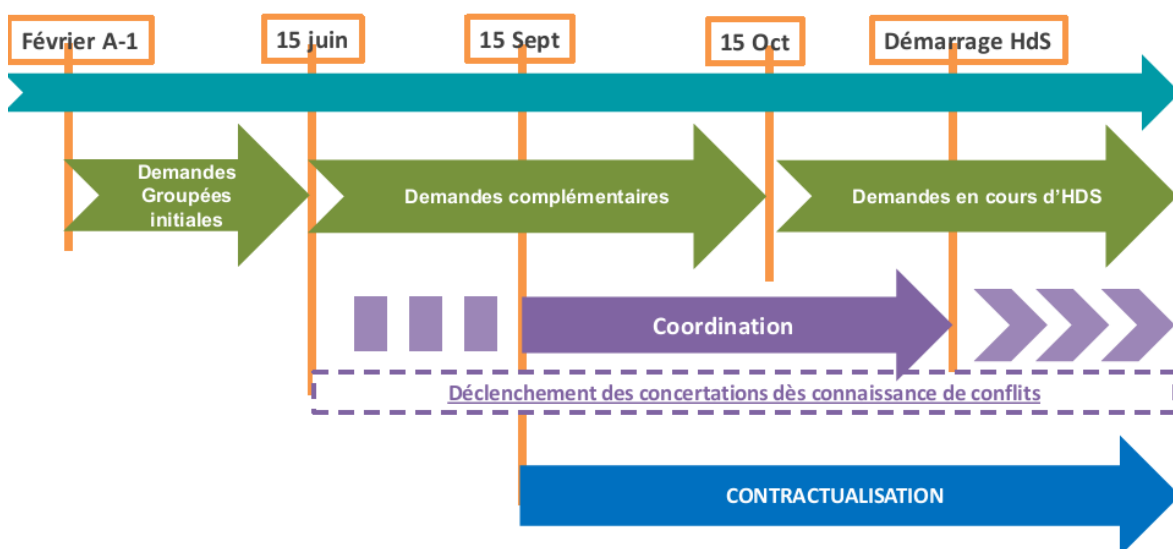 Février A-1
15 juin
15 Sept
15 Oct
Démarrage HdS
Demandes
Groupées
initiales
Demandes complémentaires
Demandes en cours d’HDS
Coordination
Déclenchement des concertations dès connaissance de conflits
CONTRACTUALISATION